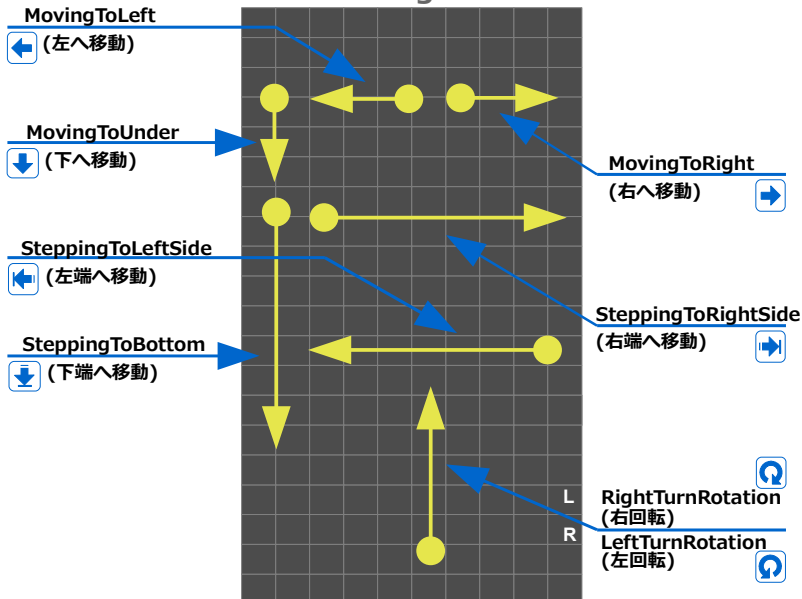 MovingToLeft
(左へ移動)
MovingToUnder
(下へ移動)
MovingToRight
(右へ移動)
SteppingToLeftSide
(左端へ移動)
SteppingToRightSide
(右端へ移動)
SteppingToBottom
(下端へ移動)
L
RightTurnRotation
(右回転)
R
LeftTurnRotation
(左回転)